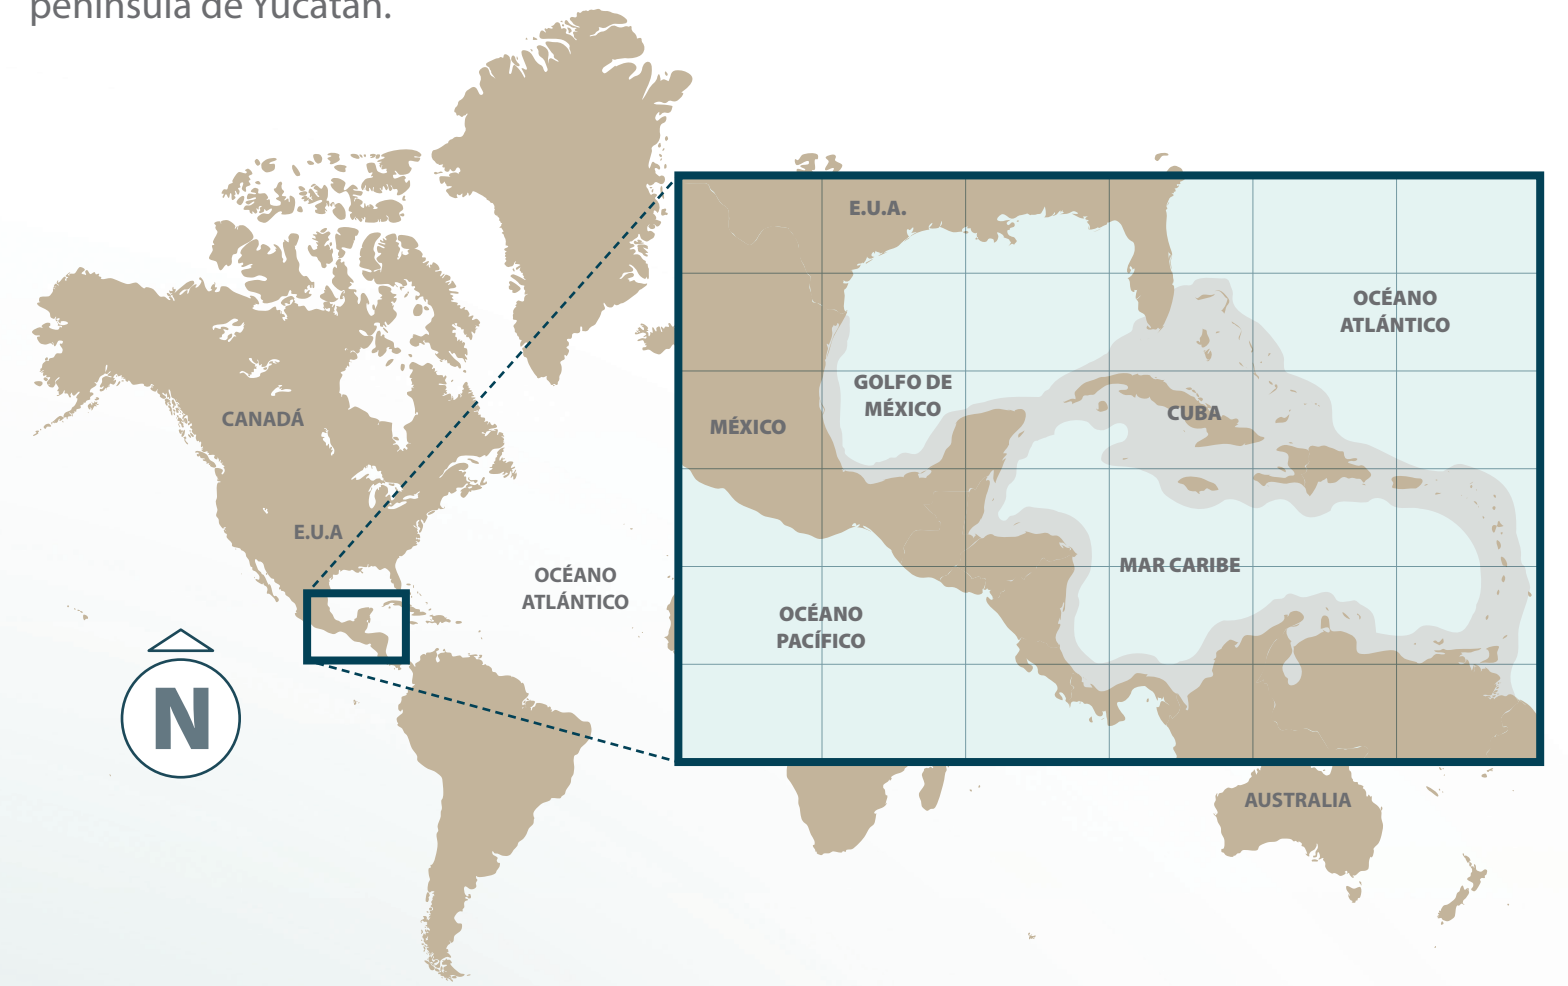 península de Yucatán.
E.U.A.
OCÉANO
ATLÁNTICO
GOLFO DE
MÉXICO
CUBA
MÉXICO
CANADÁ
E.U.A
MAR CARIBE
OCÉANO
ATLÁNTICO
OCÉANO
PACÍFICO
N
AUSTRALIA